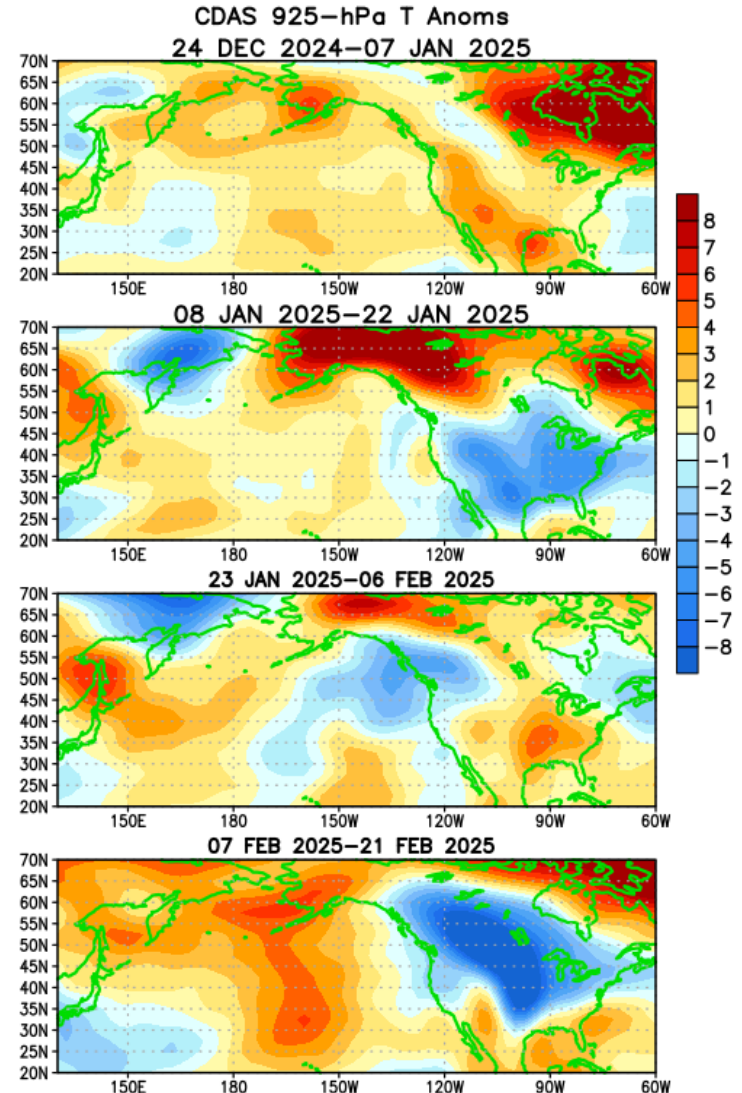 CDAS 925-hPa T Anoms
24 DEC 2024-07 JAN 2025
70N
65N
60N
55N
50N
45N
40N
35N
30N
25N
20N
150E 180 150W 120W 90W 60W
08 JAN 2025-22 JAN 2025
70N
65N
60N
55N
50N
45N
40N
35N
30N
25N
20N
150E 180 150W 120W 90W 60W
23 JAN 2025-06 FEB 2025
70N
65N
60N
55N
50N
45N
40N
35N
30N
25N
20N
150E 180 150W 120W 90W 60W
07 FEB 2025-21 FEB 2025
70N
65N
60N
55N
50N
45N
40N
35N
30N
25N
20N
150E 180 150W 120W 90W 60W
8
7
6
5
4
3
2
1
0
-1
-2
-3
-4
-5
-6
-7
-8